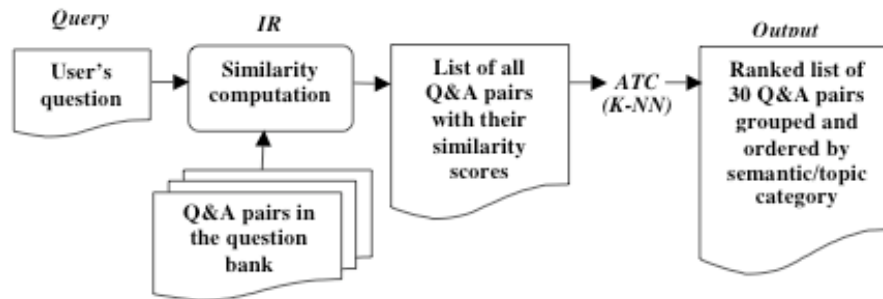 Query
IR
Output
User's
question
Similarity
computation
List of all
Q&A pairs
with their
similarity
scores
ATC
(K-NN)
Ranked list of
30 Q&A pairs
grouped and
ordered by
semantic/topic
category
Q&A pairs in
the question
bank